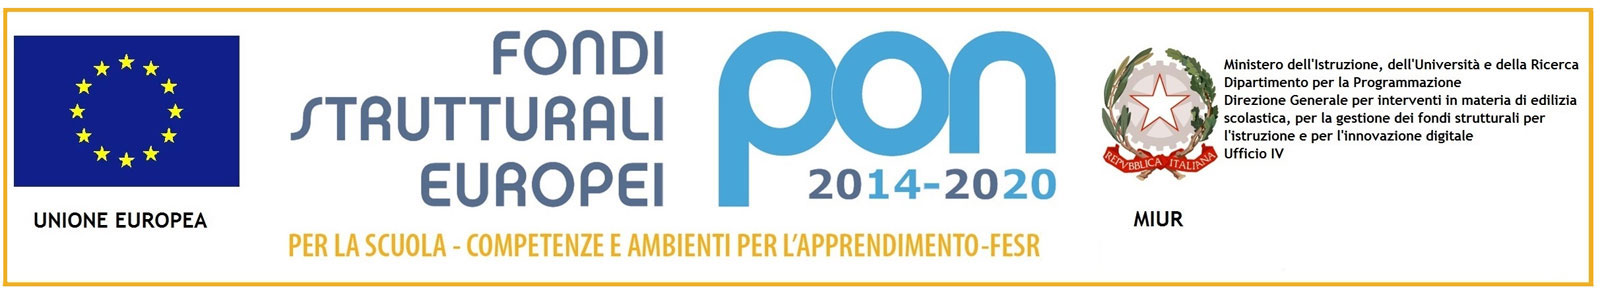 UNIONE EUROPEA
FONDI
STRUTTURALI
EUROPEI
pon
2014-2020
PER LA SCUOLA - COMPETENZE E AMBIENTI PER L'APPRENDIMENTO-FESR
REPVBBLICA ITALIANA
MIUR
Ministero dell'Istruzione, dell'Università e della Ricerca
Dipartimento per la Programmazione
Direzione Generale per interventi in materia di edilizia
scolastica, per la gestione dei fondi strutturali per
l'istruzione e per l'innovazione digitale
Ufficio IV